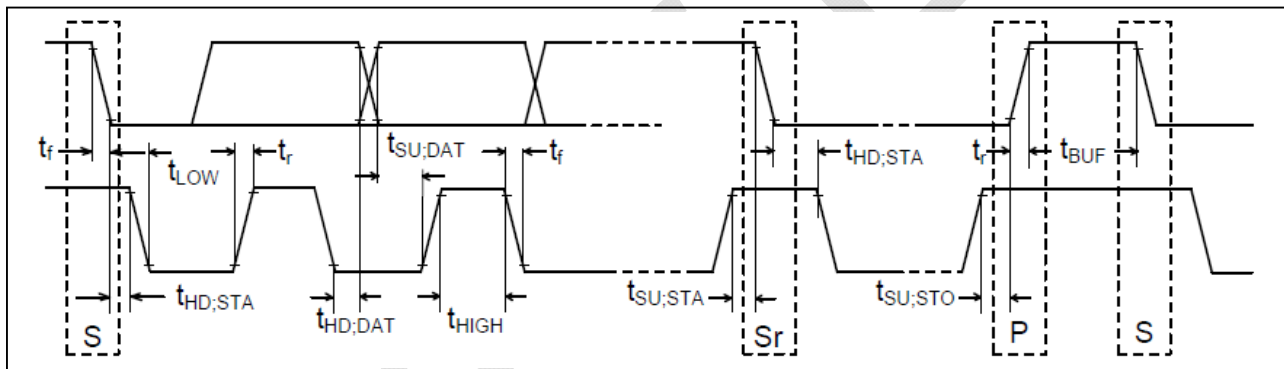 tf
tLOW
tr
tSU;DAT
tf
tHD;STA
tr
tBUF
tHD;STA
tHD;DAT
tHIGH
tSU;STA
tSU;STO
S
Sr
P
S